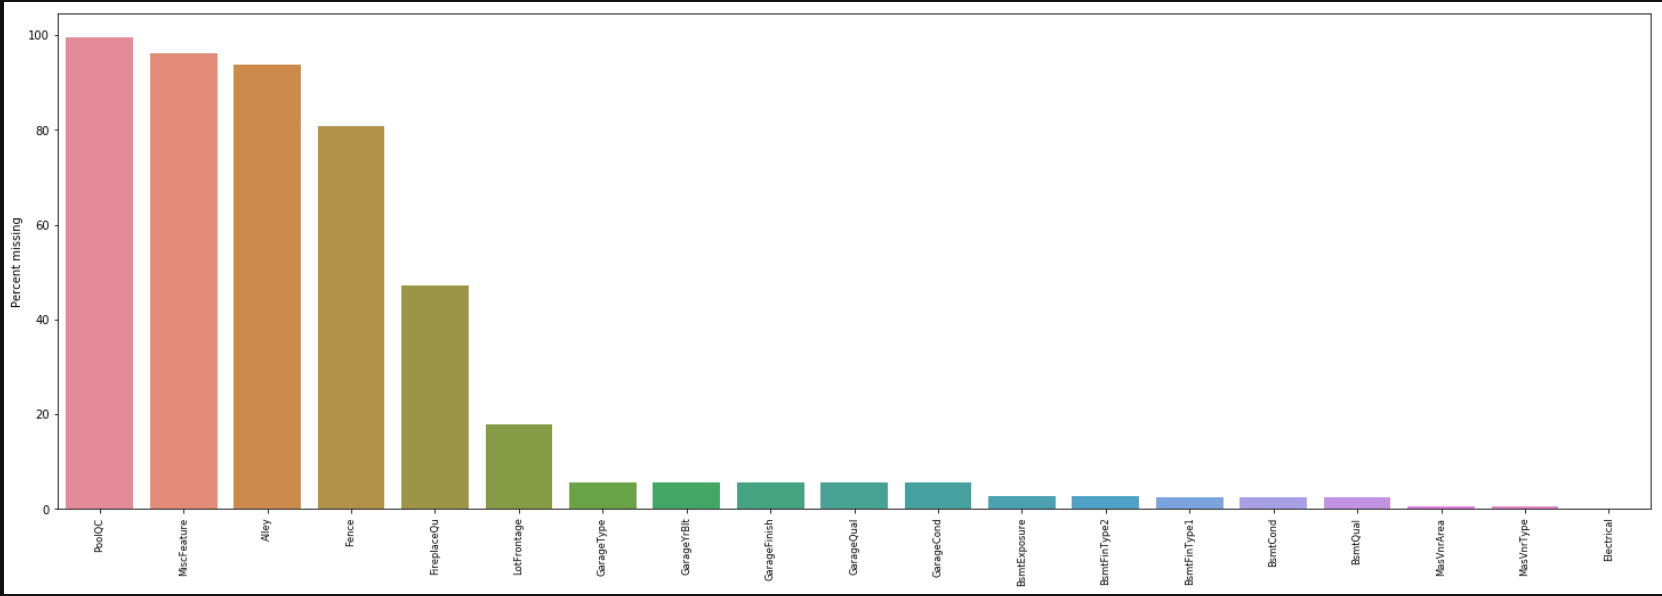 Percent missing
100
80
60
40
20
0
PoolQC
MiscFeature
Alley
Fence
FireplaceQu
LotFrontage
GarageType
GarageYrBlt
GarageFinish
GarageQual
GarageCond
BsmtExposure
BsmtFinType2
BsmtFinType1
BsmtCond
BsmtQual
MasVnrArea
MasVnrType
Electrical